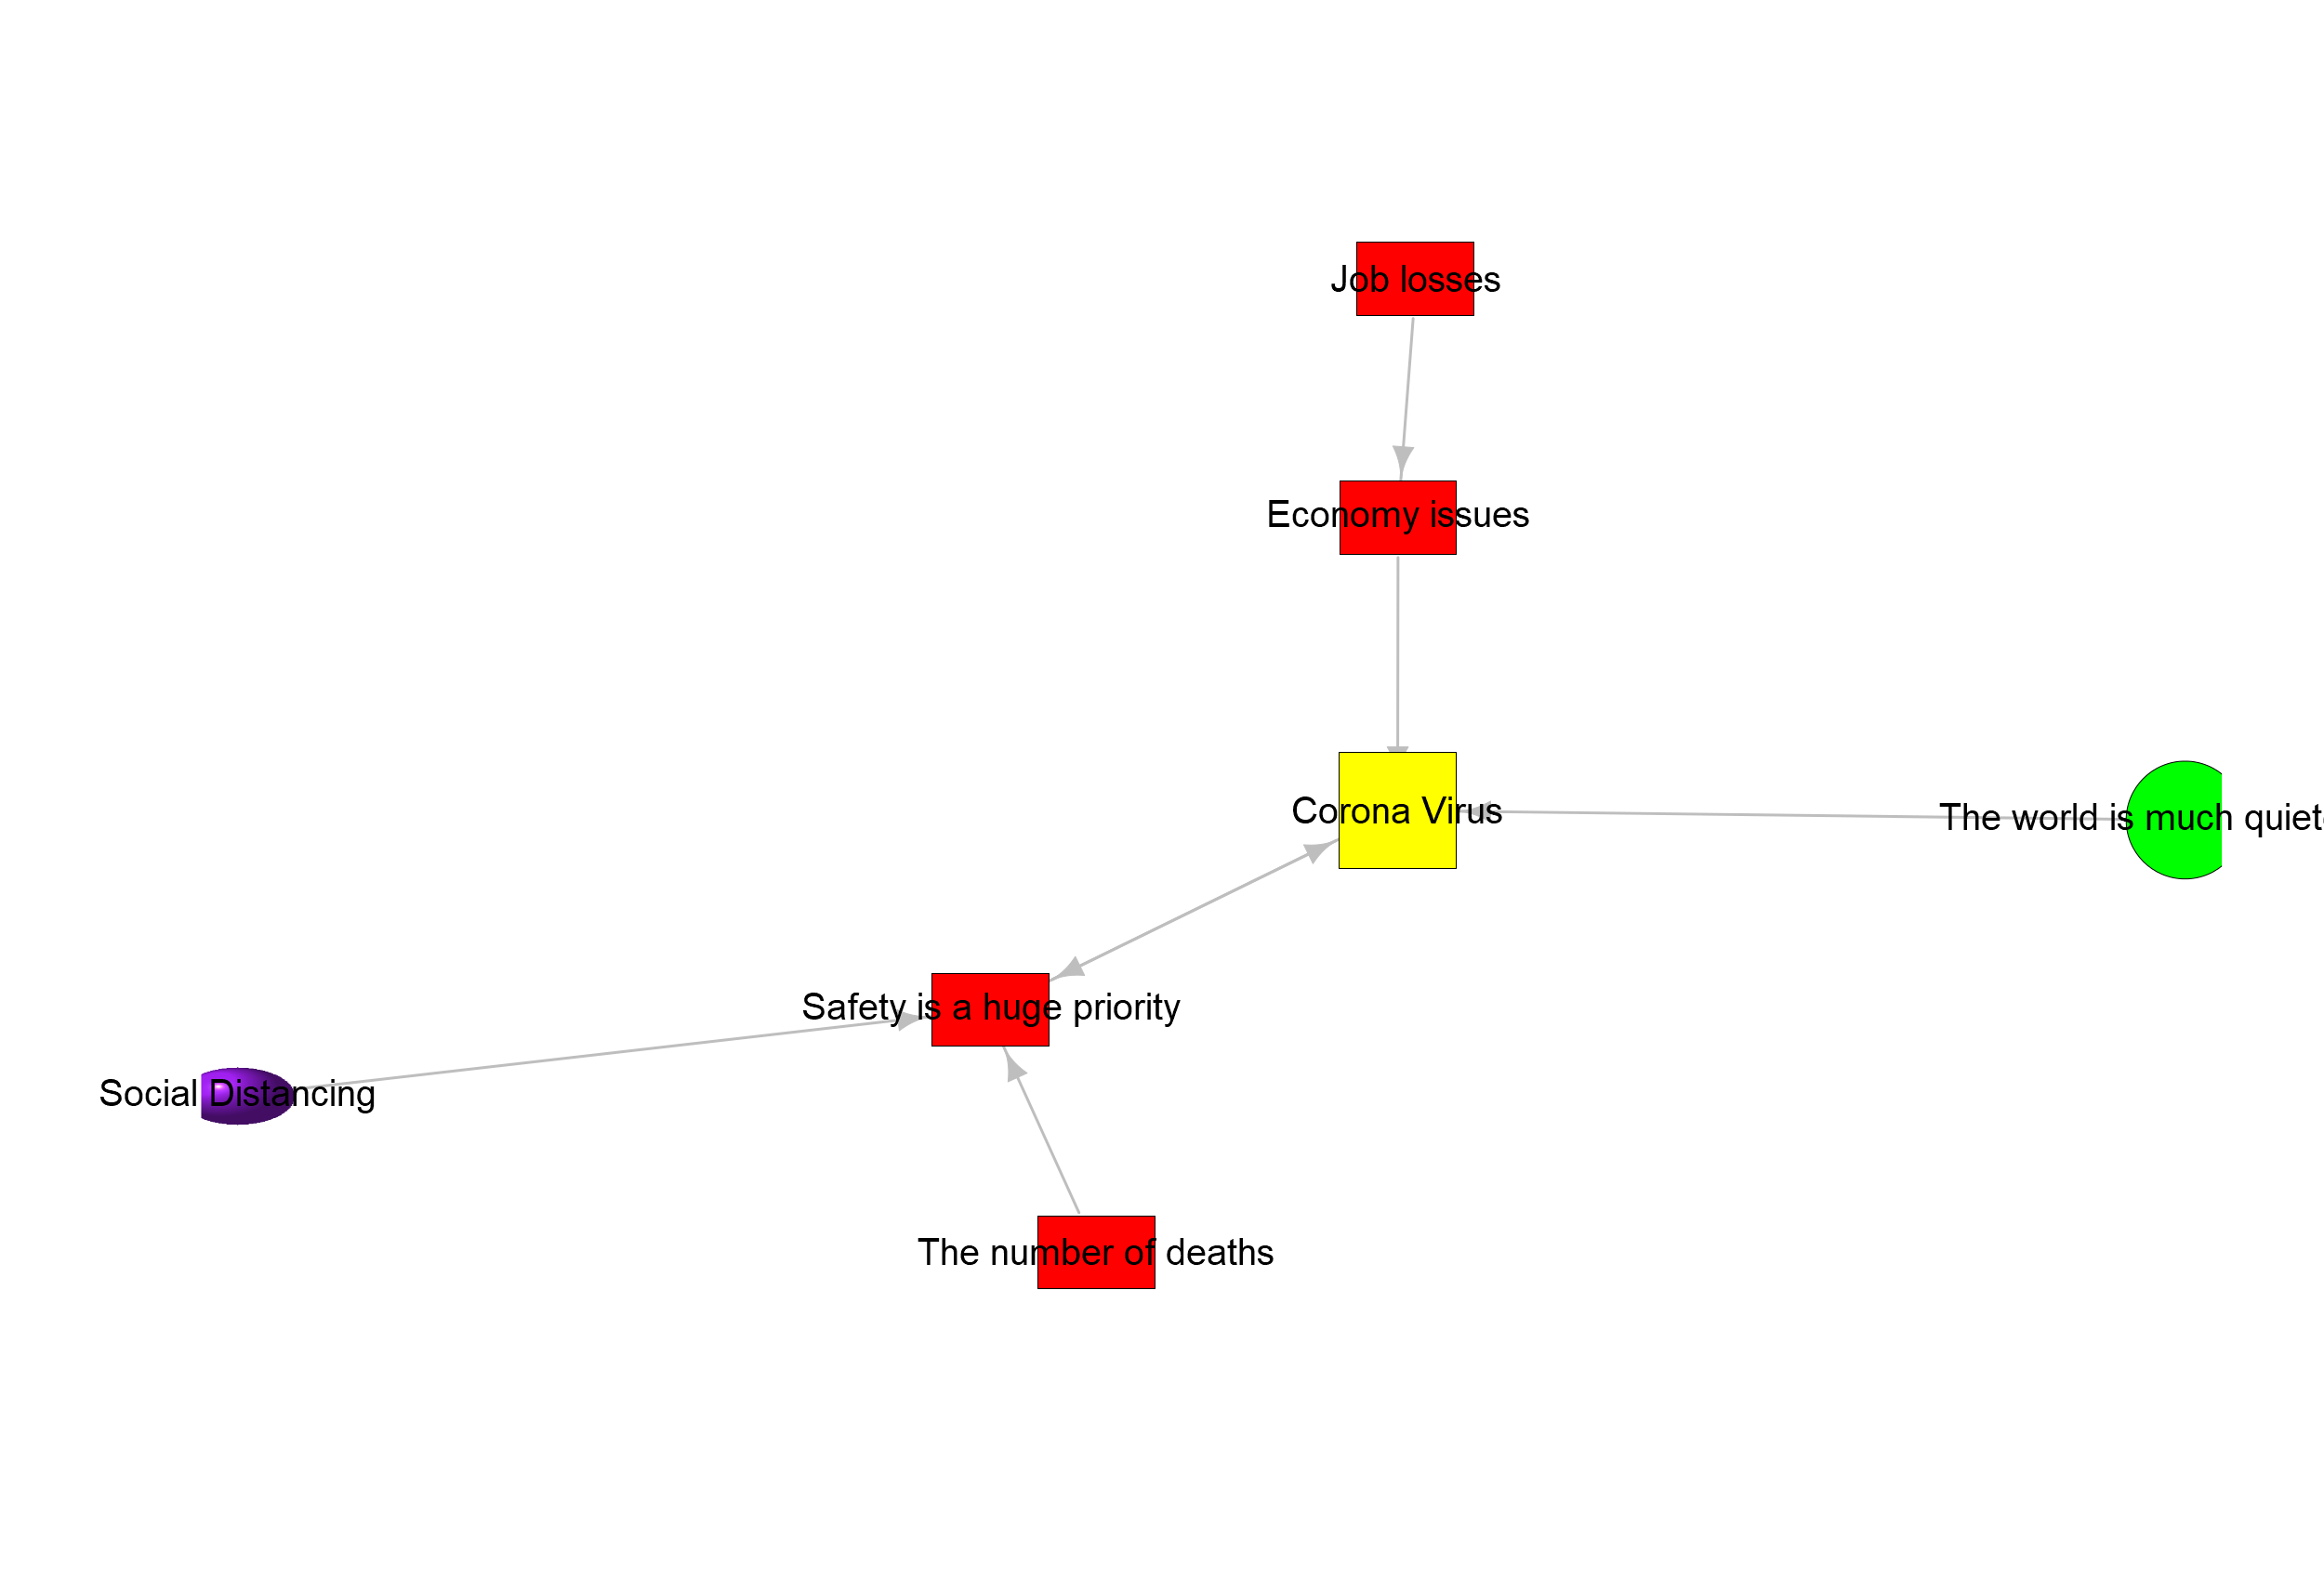 Job losses
Economy issues
Corona Virus
The world is much quiet
Safety is a huge priority
Social Distancing
The number of deaths